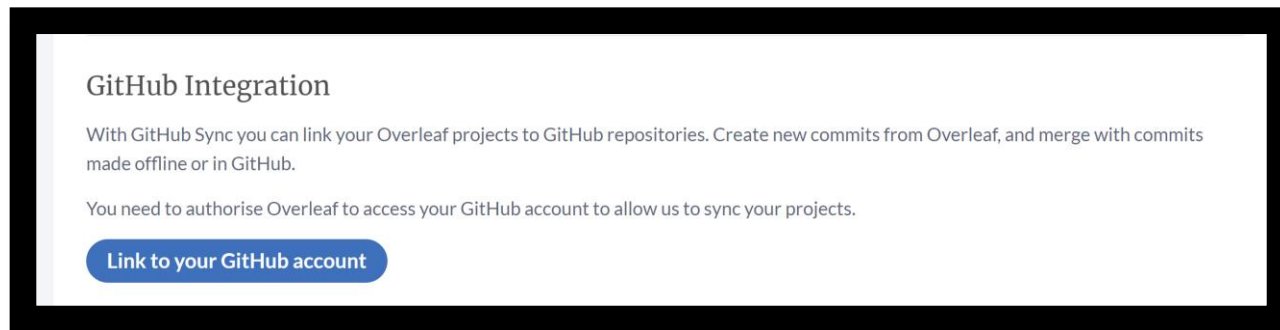 GitHub Integration
With GitHub Sync you can link your Overleaf projects to GitHub repositories. Create new commits from Overleaf, and merge with commits
made offline or in GitHub.
You need to authorise Overleaf to access your GitHub account to allow us to sync your projects.
Link to your GitHub account